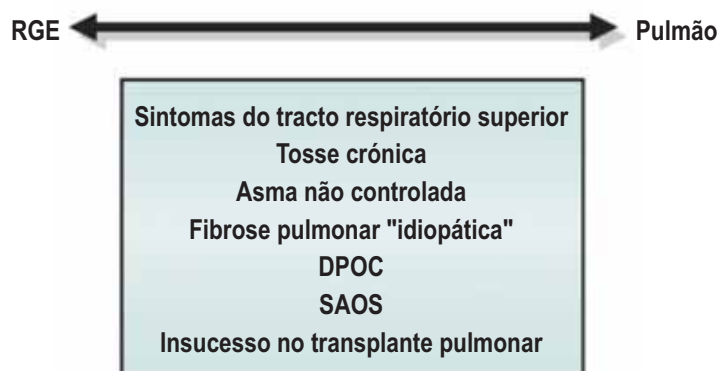 RGE Pulmão
Sintomas do tracto respiratório superior
Tosse crónica
Asma não controlada
Fibrose pulmonar "idiopática"
DPOC
SAOS
Insucesso no transplante pulmonar